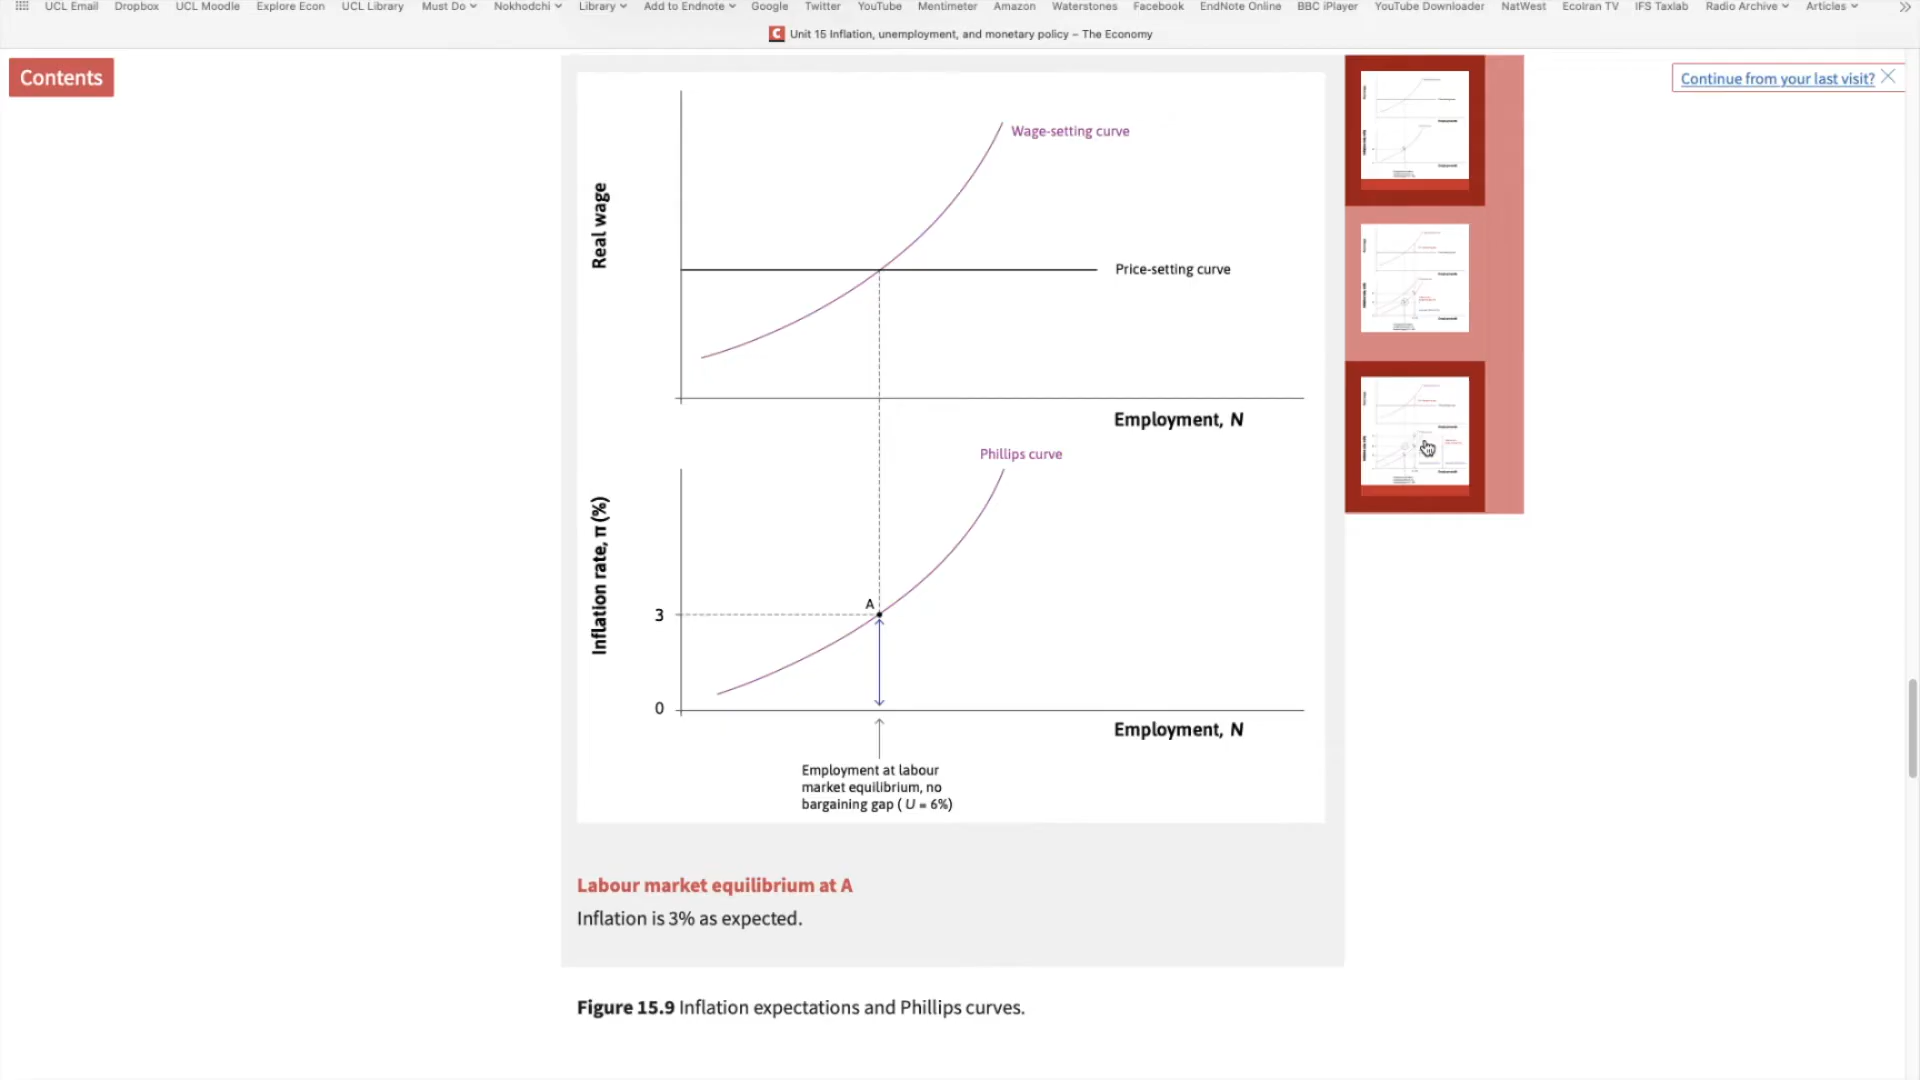 UCL Email Dropbox UCL Moodle Explore Econ UCL Library Must Do Nokhodchi Library Add to Endnote Google Twitter YouTube Mentimeter Amazon Waterstones Facebook EndNote Online BBC iPlayer YouTube Downloader NatWest EcoIran TV IFS Taxlab Radio Archive Articles
C Unit 15 Inflation, unemployment, and monetary policy – The Economy
Contents
Continue from your last visit?
Wage-setting curve
Real wage
Price-setting curve
Employment, N
Phillips curve
Inflation rate, π (%)
A
3
0
Employment, N
Employment at labour
market equilibrium, no
bargaining gap ( U = 6%)
Labour market equilibrium at A
Inflation is 3% as expected.
Figure 15.9 Inflation expectations and Phillips curves.